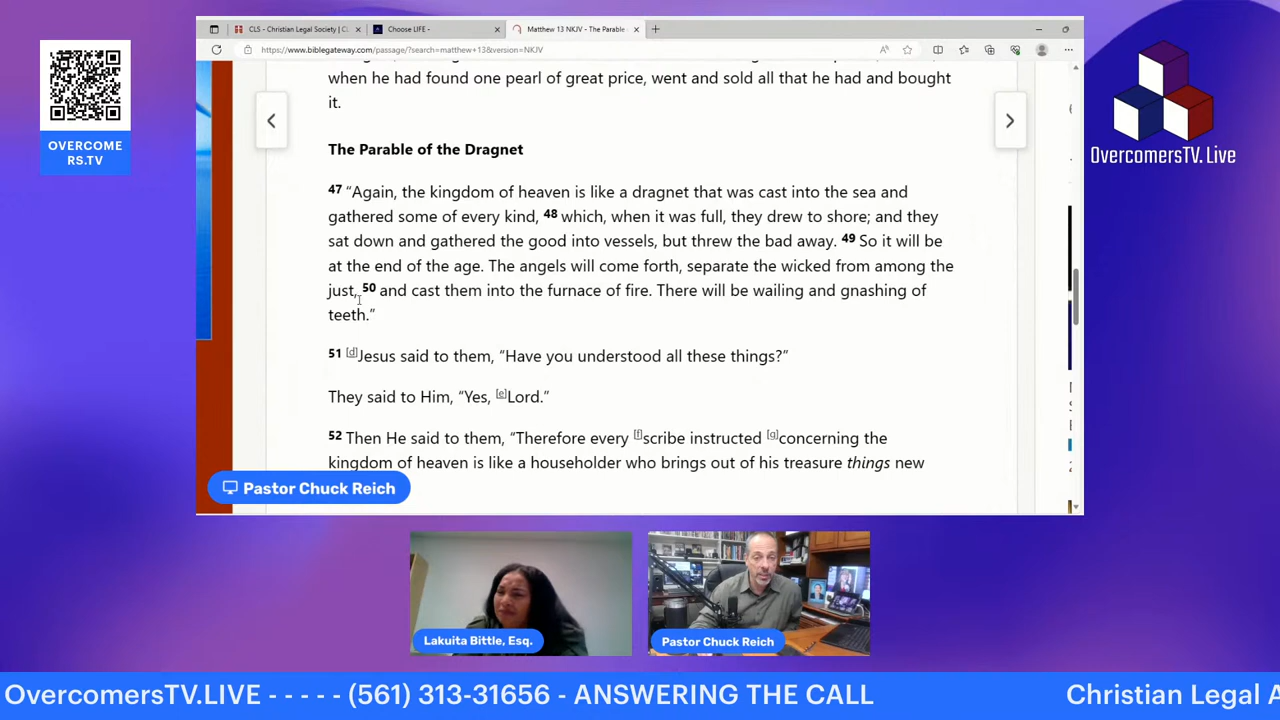 CLS - Christian Legal Society | CL
Choose LIFE -
Matthew 13 NKJV - The Parable
https://www.biblegateway.com/passage/?search=matthew+13&version=NKJV
OVERCOME
RS.TV
OvercomersTV.Live
when he had found one pearl of great price, went and sold all that he had and bought
it.
The Parable of the Dragnet
47 “Again, the kingdom of heaven is like a dragnet that was cast into the sea and
gathered some of every kind, 48 which, when it was full, they drew to shore; and they
sat down and gathered the good into vessels, but threw the bad away. 49 So it will be
at the end of the age. The angels will come forth, separate the wicked from among the
just, 50 and cast them into the furnace of fire. There will be wailing and gnashing of
teeth.”
51 [d]Jesus said to them, “Have you understood all these things?”
They said to Him, “Yes, [e]Lord.”
52 Then He said to them, “Therefore every [f]scribe instructed [g]concerning the
kingdom of heaven is like a householder who brings out of his treasure things new
Pastor Chuck Reich
Lakuita Bittle, Esq.
Pastor Chuck Reich
OvercomersTV.LIVE - - - - - (561) 313-31656 - ANSWERING THE CALL
Christian Legal A